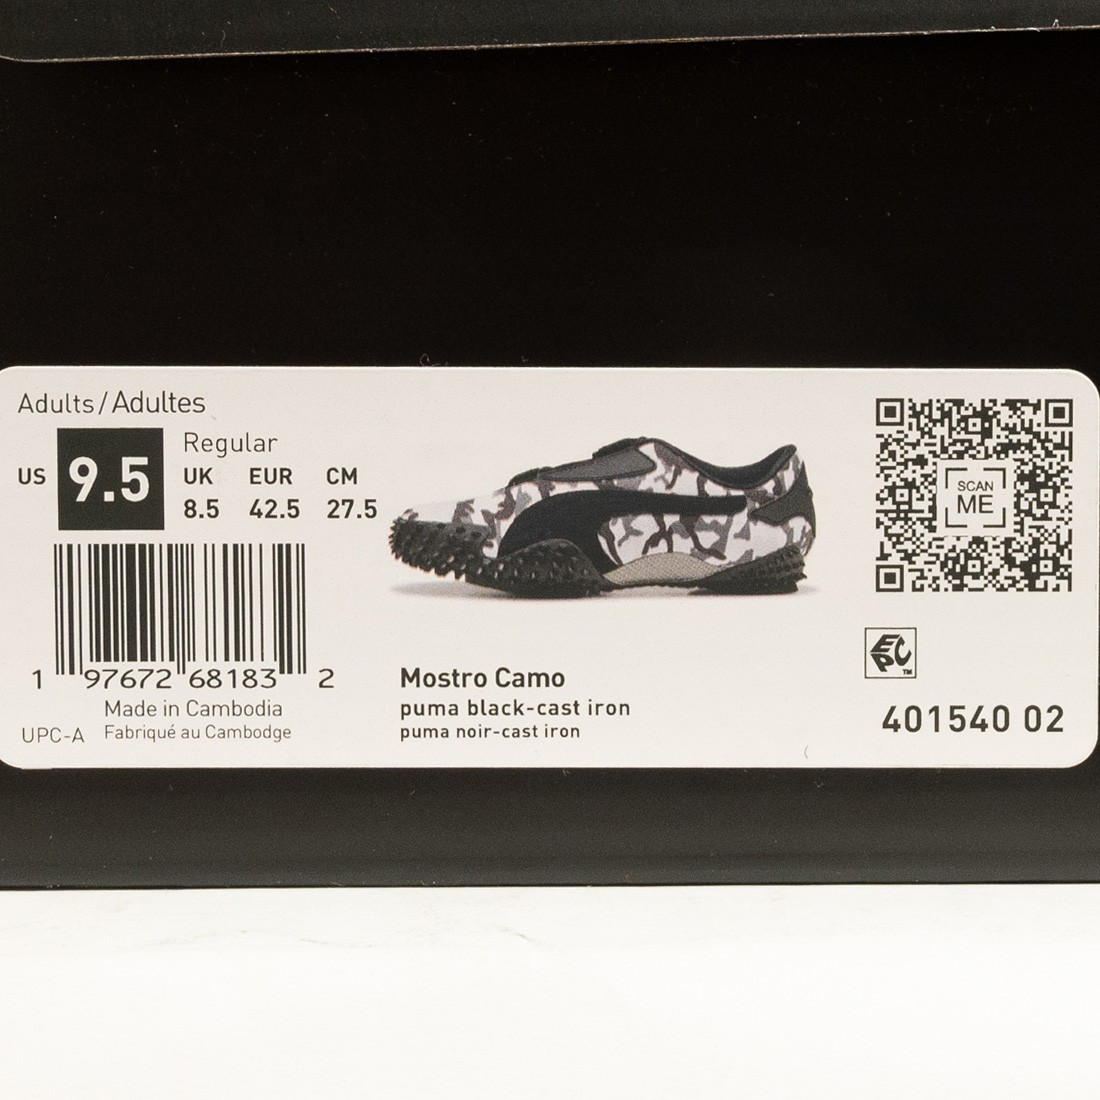 Adults/Adultes
US 9.5
Regular
UK EUR CM
8.5 42.5 27.5
1 97672 68183 2
Made in Cambodia
UPC-A Fabriqué au Cambodge
Mostro Camo
puma black-cast iron
puma noir-cast iron
SCAN
ME
EPC
TM
401540 02